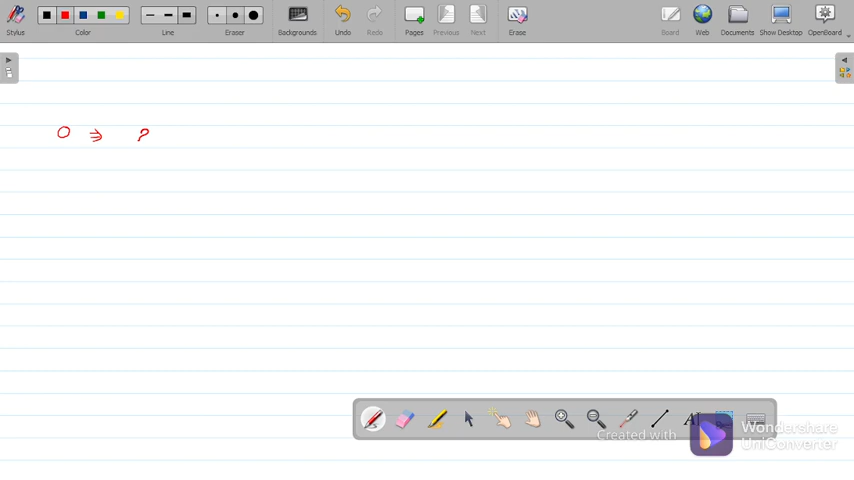 Stylus Color Line Eraser Backgrounds Undo Redo Pages Previous Next Erase Board Web Documents Show Desktop OpenBoard
0 ⇒ ?
A
Created with Wondershare UniConverter